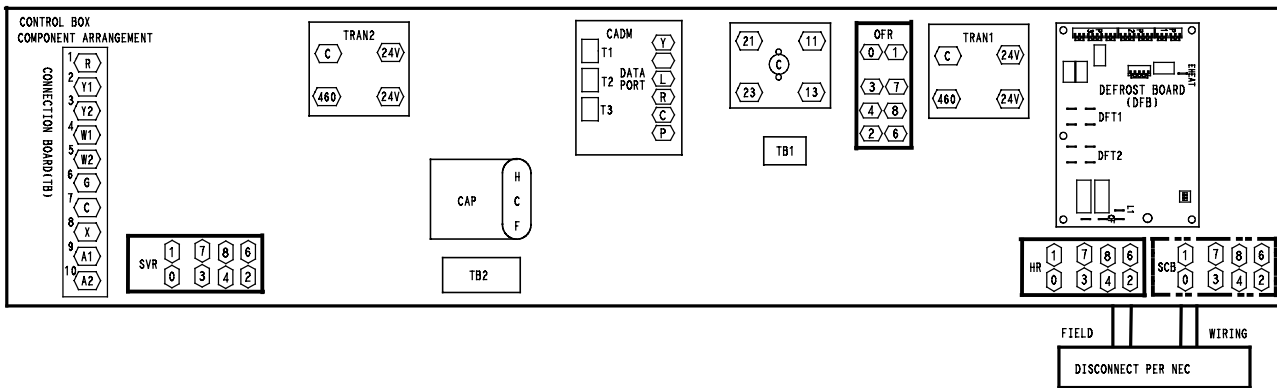 CONTROL BOX
COMPONENT ARRANGEMENT
CONNECTION BOARD(TB)
1 R
2 Y1
3 Y2
4 W1
5 W2
6 G
7 C
8 X
9 A1
10 A2
SVR
1 7 8 6
0 3 4 2
TRAN2
C 24V
460 24V
CAP
H
C
F
TB2
CADM
T1
T2
T3
DATA
PORT
Y
L
R
C
P
21 11
C
23 13
TB1
OFR
0 1
3 7
4 8
2 6
TRAN1
C 24V
460 24V
EHEAT
DEFROST BOARD
(DFB)
DFT1
DFT2
L1
HR
1 7 8 6
0 3 4 2
SCB
1 7 8 6
0 3 4 2
FIELD WIRING
DISCONNECT PER NEC